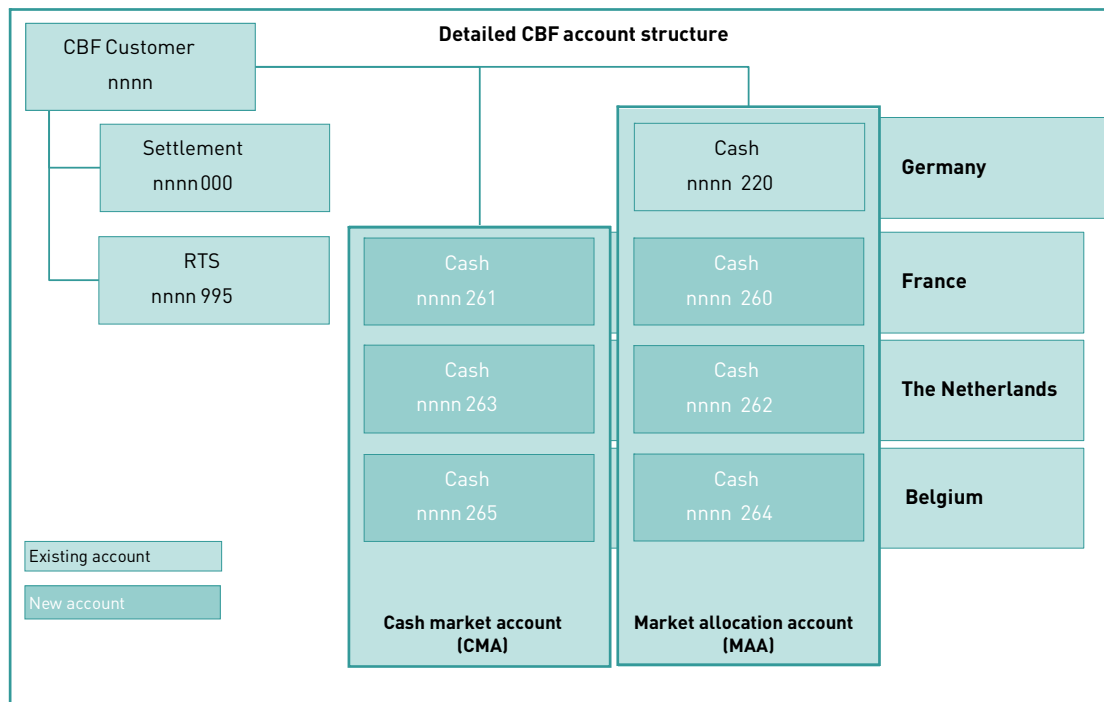 Detailed CBF account structure
CBF Customer
nnnn
Settlement
nnnn000
RTS
nnnn 995
Cash
nnnn 220
Germany
Cash
nnnn 261
Cash
nnnn 260
France
Cash
nnnn 263
Cash
nnnn 262
The Netherlands
Cash
nnnn 265
Cash
nnnn 264
Belgium
Existing account
New account
Cash market account
(CMA)
Market allocation account
(MAA)